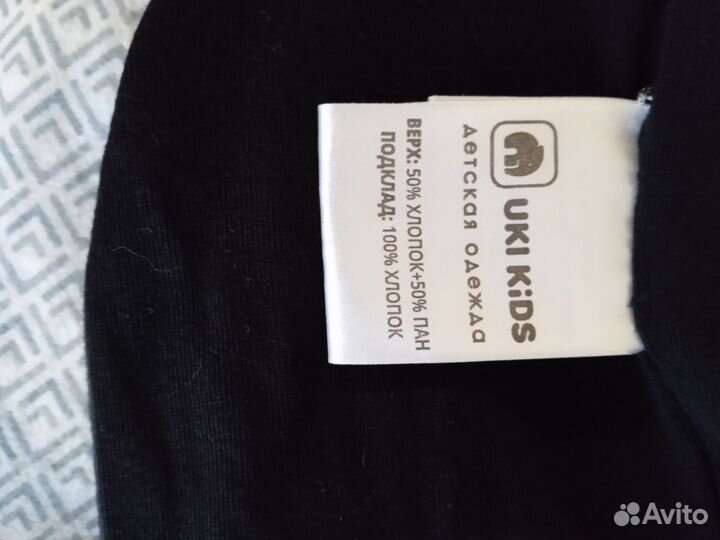 UKI KiDS
детская одежда
ВЕРХ: 50% ХЛОПОК+50% ПАН
ПОДКЛАД: 100% ХЛОПОК
Avito